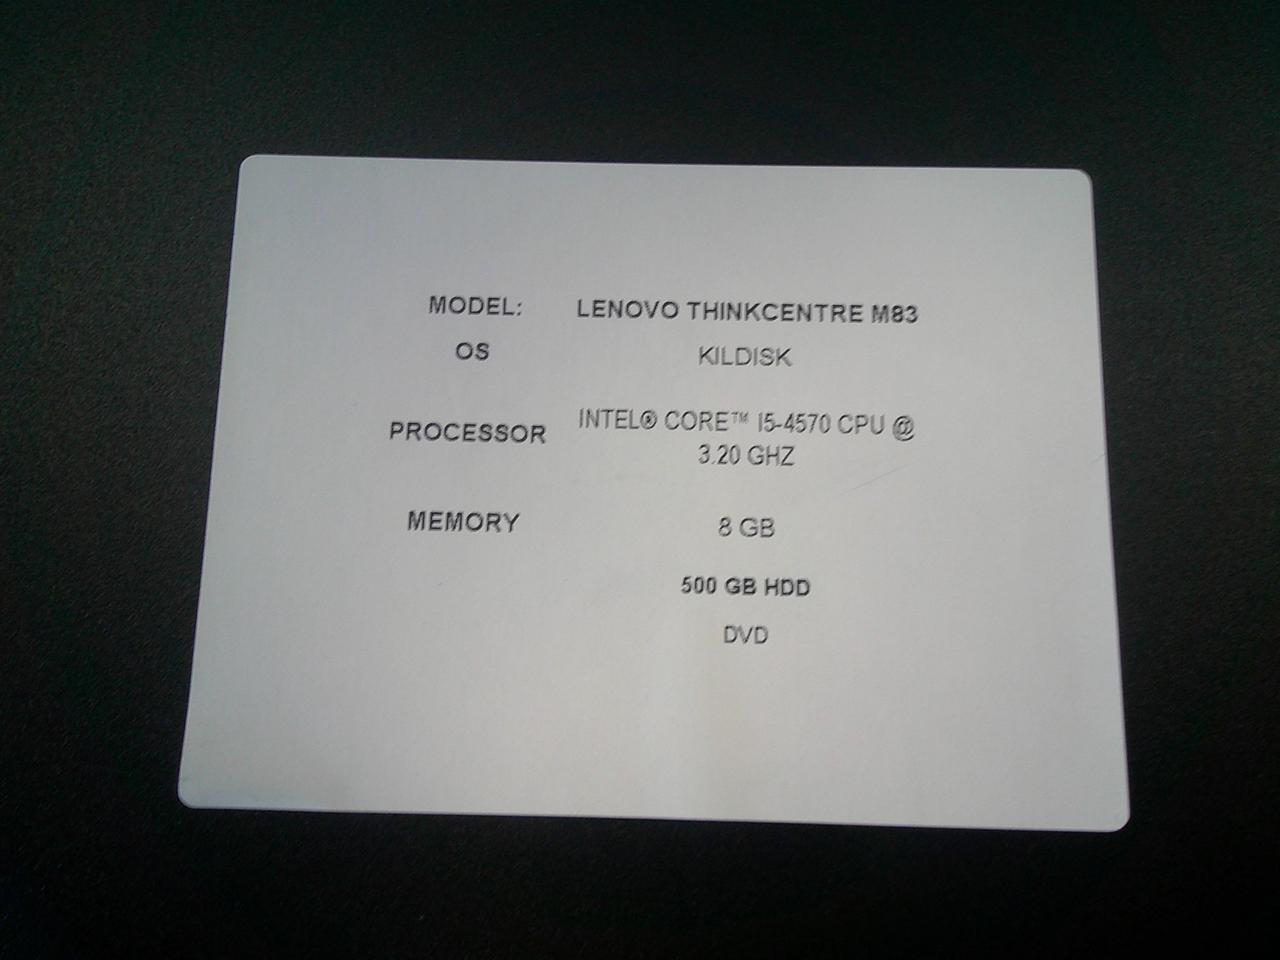 MODEL: LENOVO THINKCENTRE M83
OS KILDISK
PROCESSOR INTEL® CORE™ I5-4570 CPU @
3.20 GHZ
MEMORY 8 GB
500 GB HDD
DVD